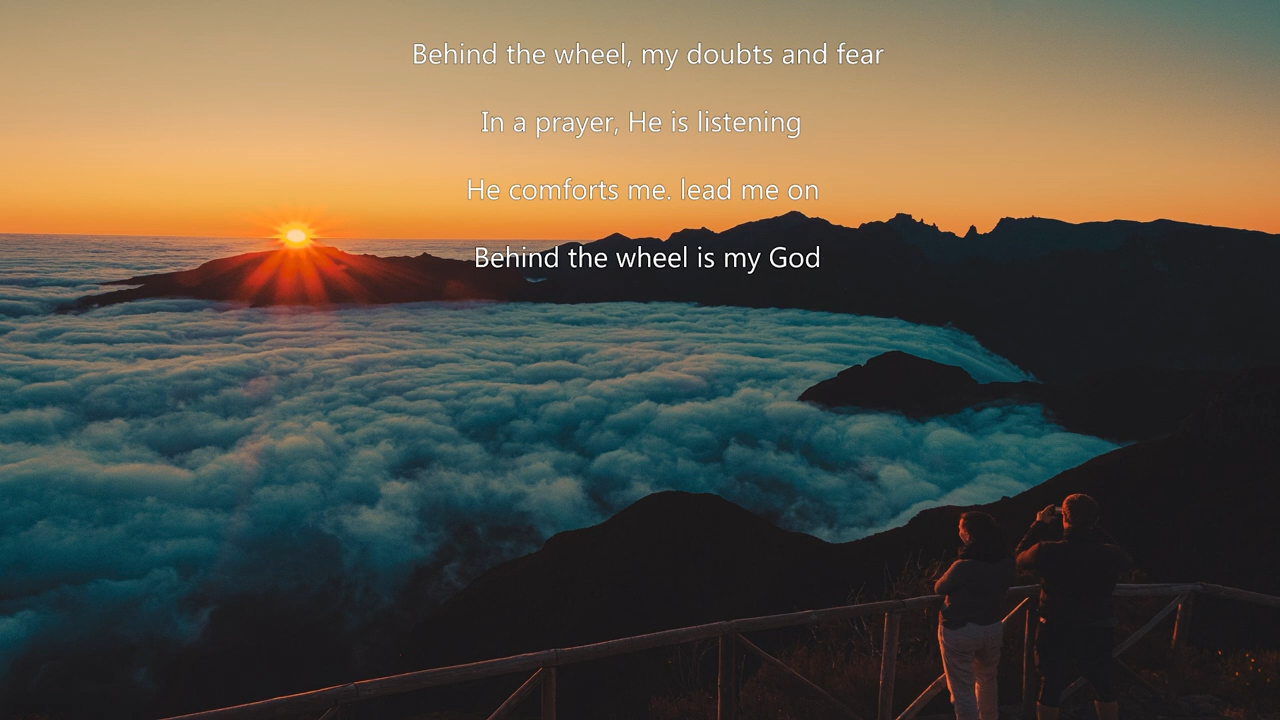 Behind the wheel, my doubts and fear
In a prayer, He is listening
He comforts me. lead me on
Behind the wheel is my God